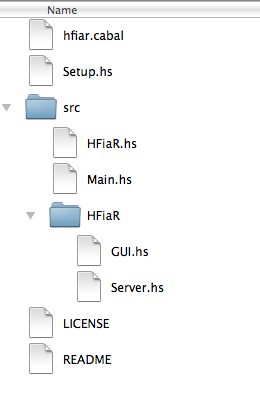 Name
hfiar.cabal
Setup.hs
src
HFiaR.hs
Main.hs
HFiaR
GUI.hs
Server.hs
LICENSE
README